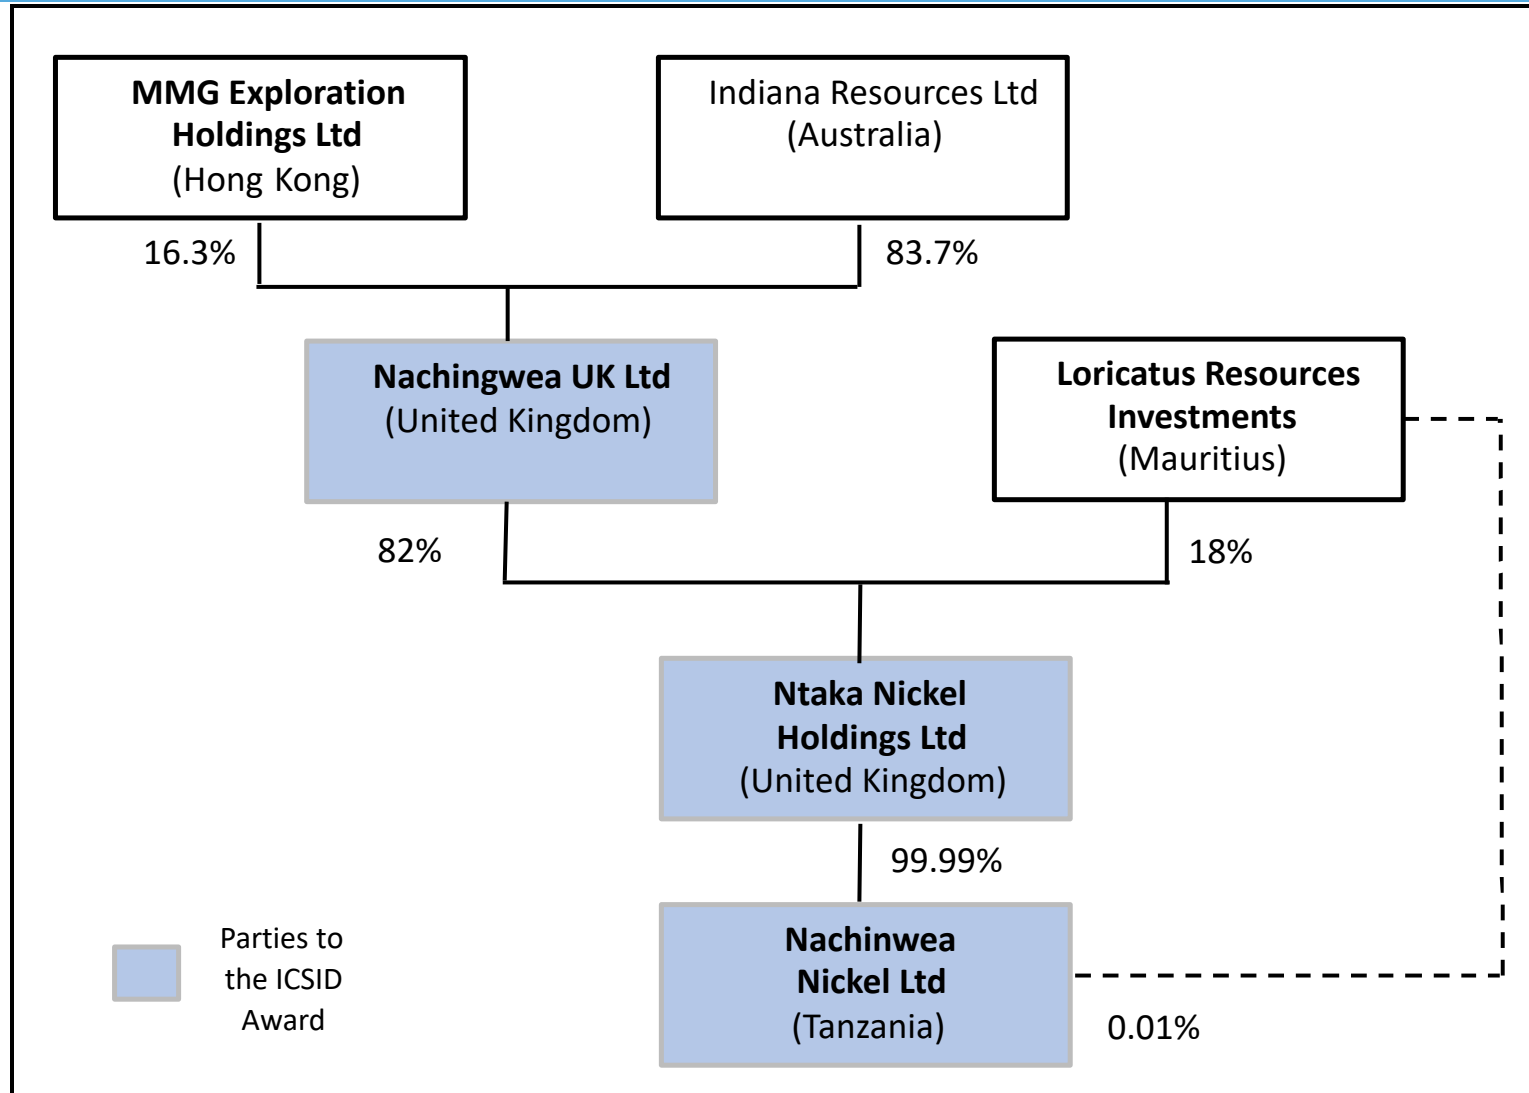 MMG Exploration
Holdings Ltd
(Hong Kong)
Indiana Resources Ltd
(Australia)
16.3%
83.7%
Nachingwea UK Ltd
(United Kingdom)
Loricatus Resources
Investments
(Mauritius)
82%
18%
Ntaka Nickel
Holdings Ltd
(United Kingdom)
99.99%
Nachinwea
Nickel Ltd
(Tanzania)
0.01%
Parties to
the ICSID
Award